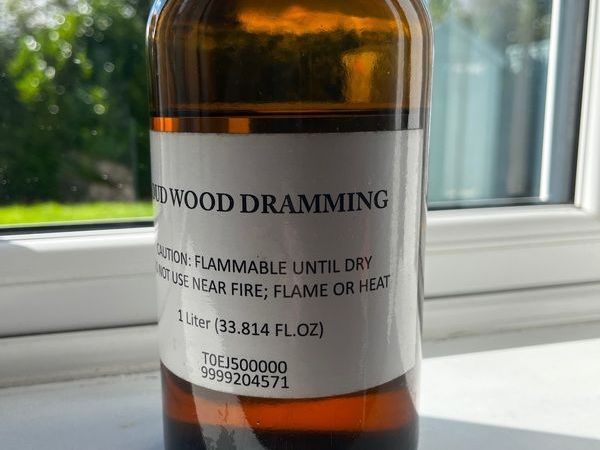 UD WOOD DRAMMING
CAUTION: FLAMMABLE UNTIL DRY
NOT USE NEAR FIRE; FLAME OR HEAT
1 Liter (33.814 FL.OZ)
T0EJ500000
9999204571